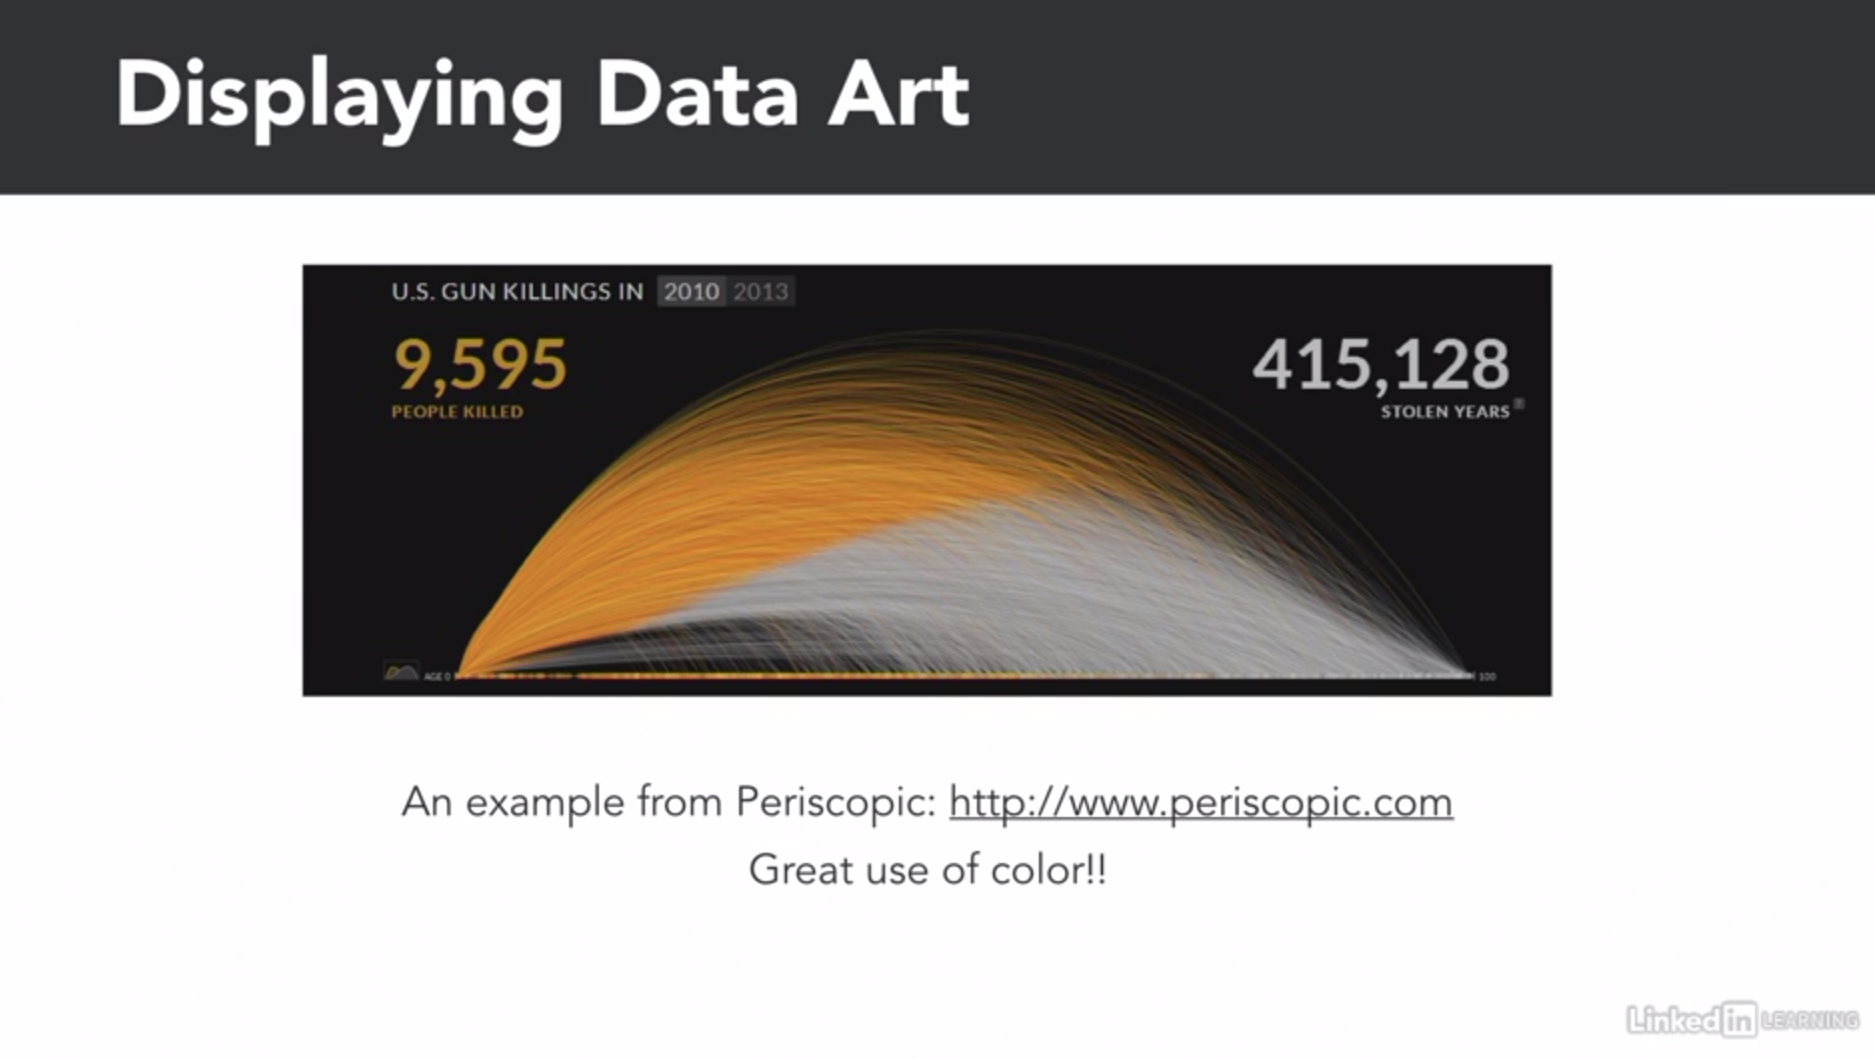 Displaying Data Art
U.S. GUN KILLINGS IN 2010 2013
9,595
PEOPLE KILLED
415,128
STOLEN YEARS ?
AGE 0
100
An example from Periscopic: http://www.periscopic.com
Great use of color!!
Linked in LEARNING